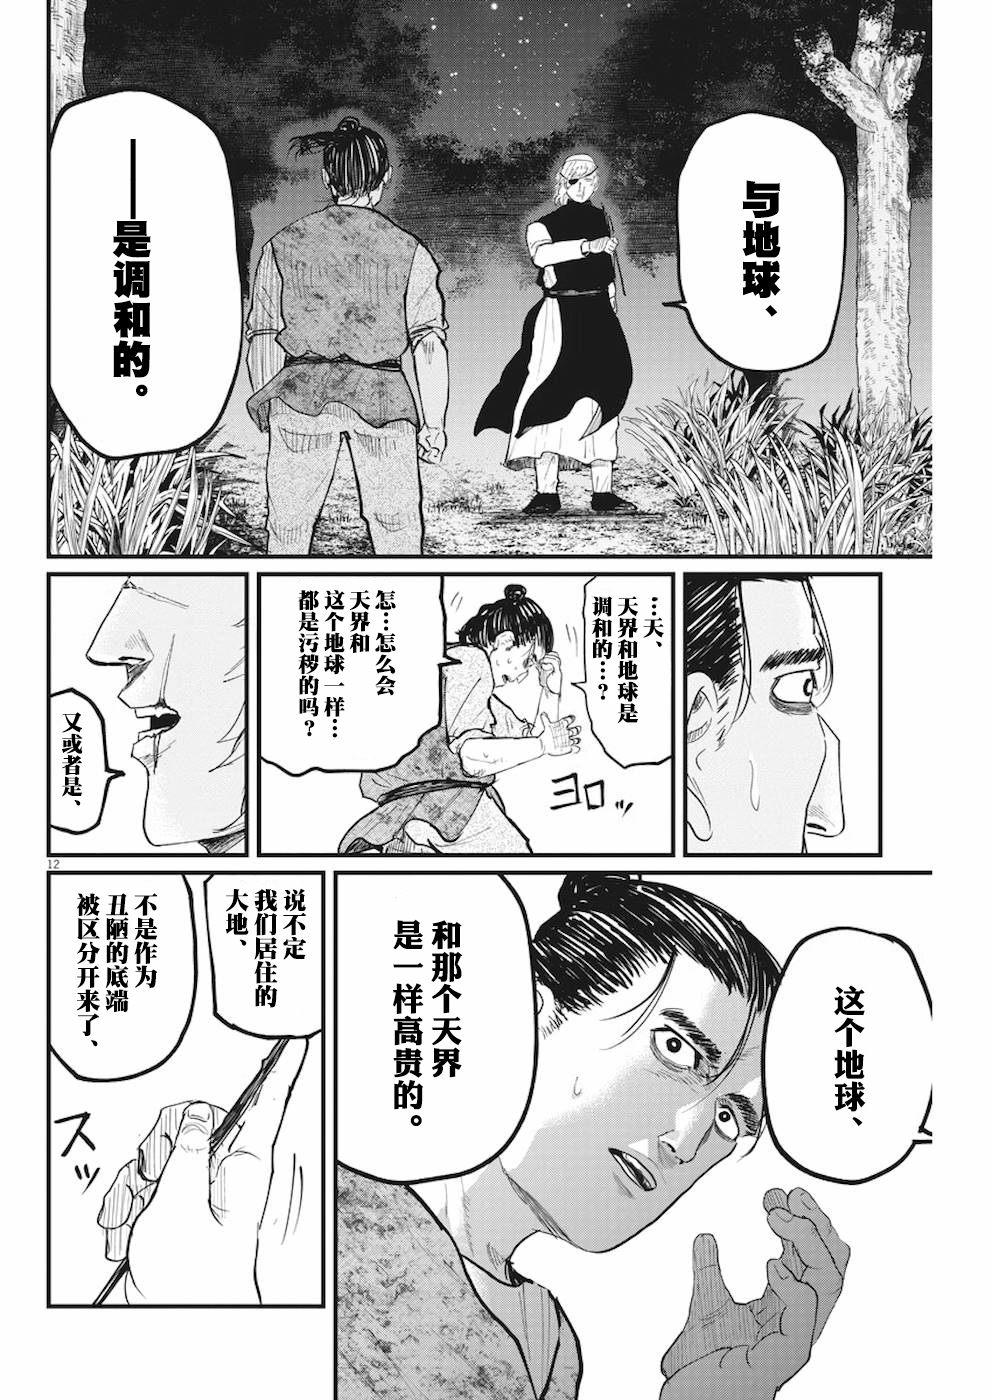 与地球、
——是调和的。
…天、
天界和地球是
调和的…？
怎…怎么会
天界和
这个地球一样…
都是污秽的吗？
ヨロッ
又或者是、
12
这个地球、
和那个天界
是一样高贵的。
说不定
我们居住的
大地、
不是作为
丑陋的底端
被区分开来了、
スッ